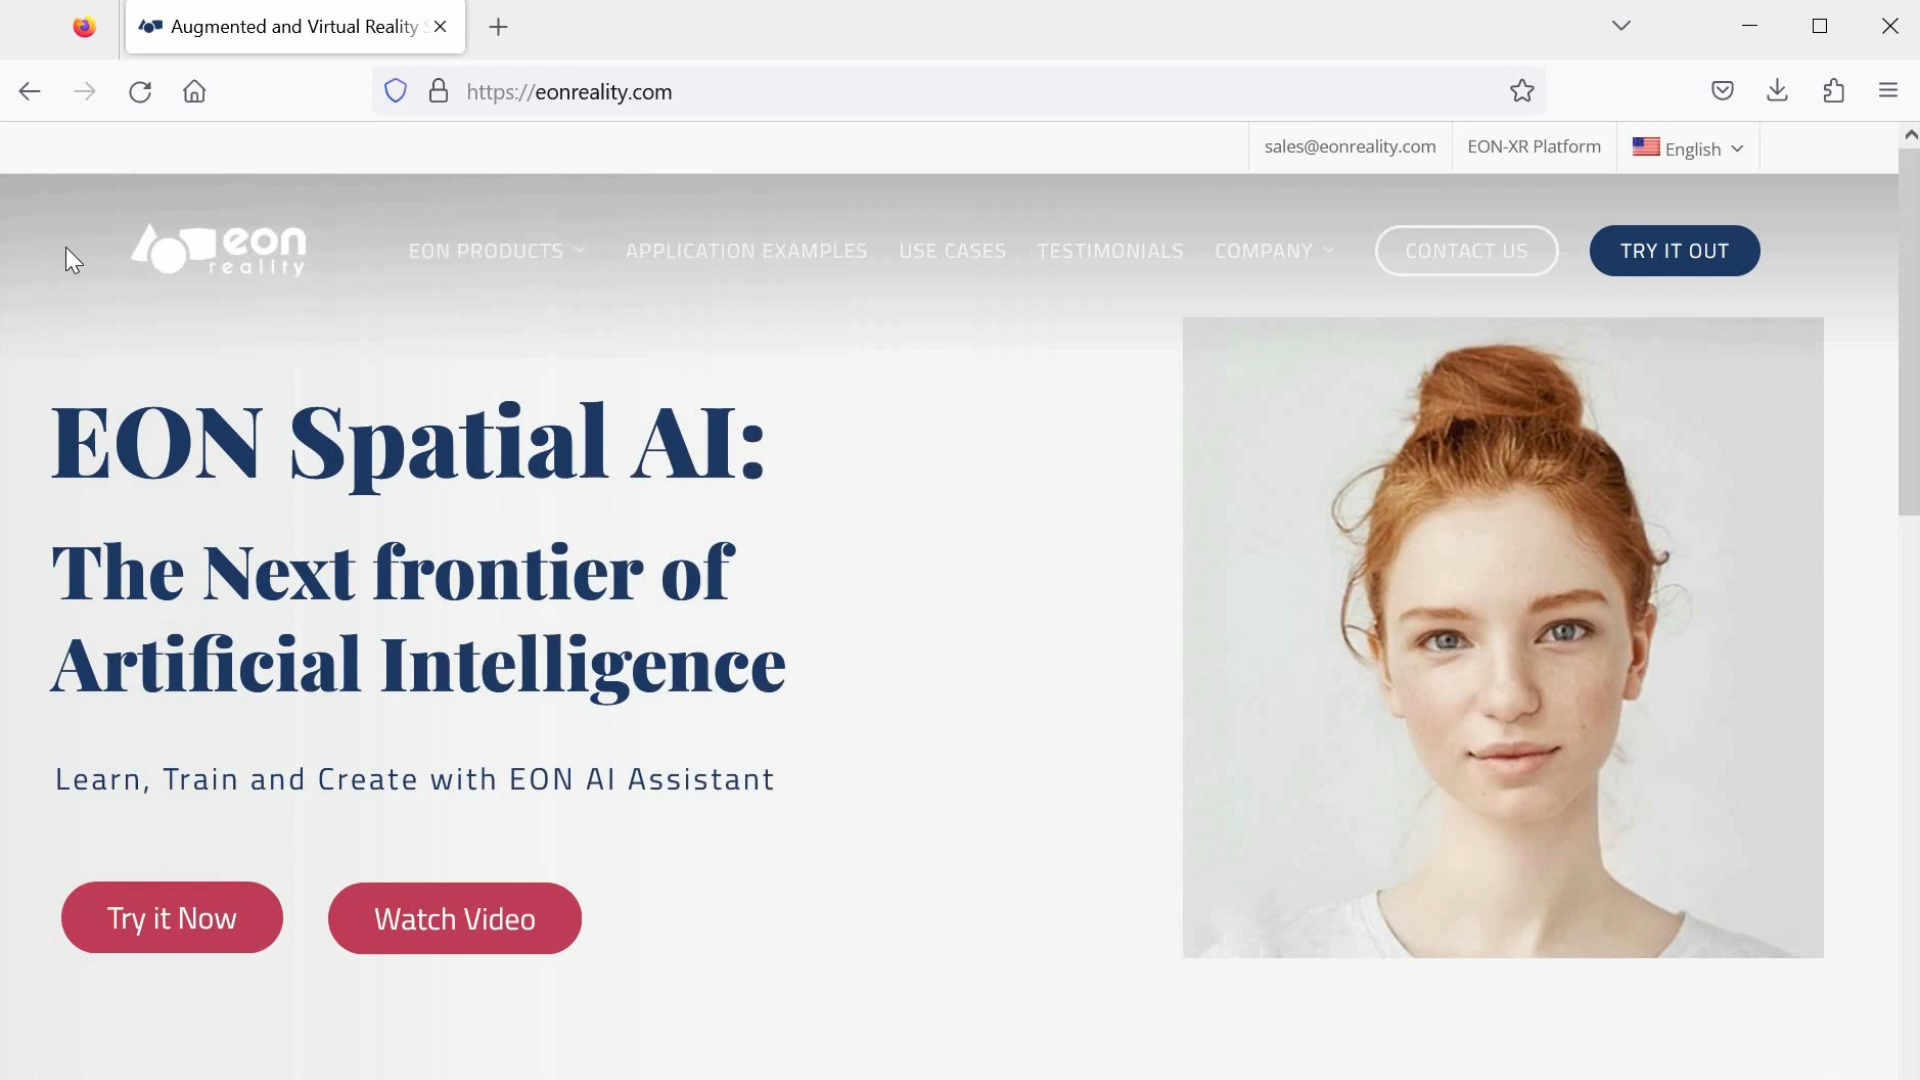 Augmented and Virtual Reality
https://eonreality.com
sales@eonreality.com
EON-XR Platform
English
eon
reality
EON PRODUCTS
APPLICATION EXAMPLES
USE CASES
TESTIMONIALS
COMPANY
CONTACT US
TRY IT OUT
EON Spatial AI:
The Next frontier of
Artificial Intelligence
Learn, Train and Create with EON AI Assistant
Try it Now
Watch Video